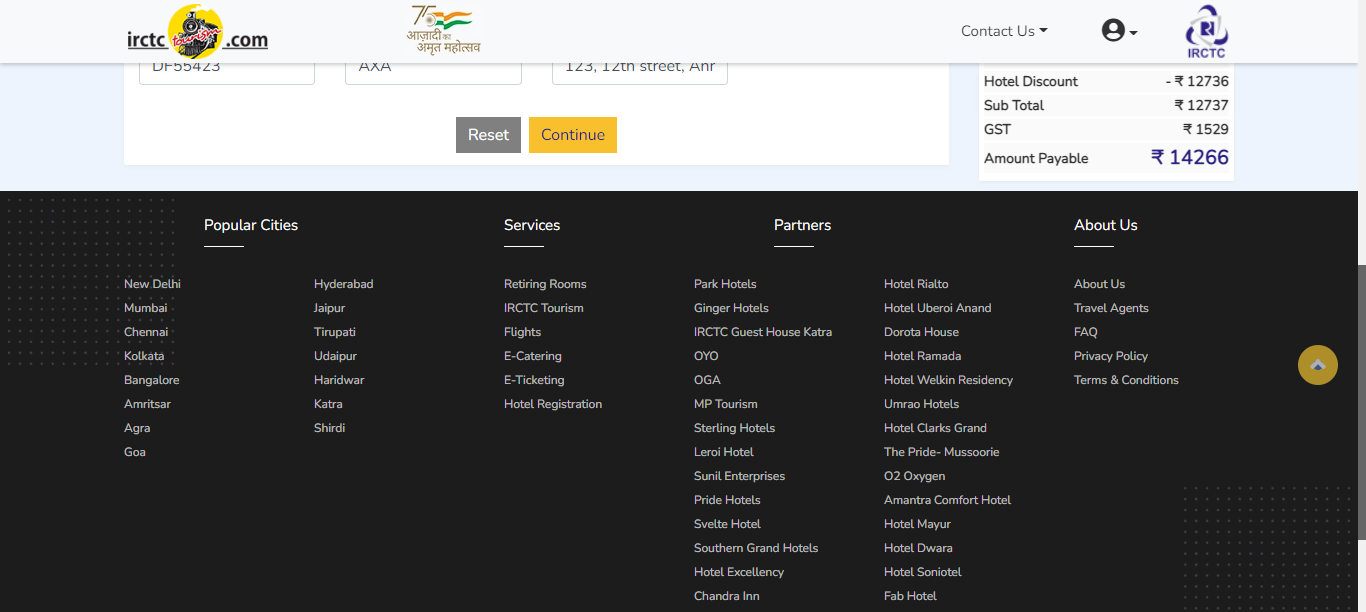 irctc tourism .com
75
आज़ादी का
अमृत महोत्सव
Contact Us
IRCTC
DF55423
AXA
123, 12th street, Anr
Reset
Continue
Hotel Discount - ₹ 12736
Sub Total ₹ 12737
GST ₹ 1529
Amount Payable ₹ 14266
Popular Cities
New Delhi
Mumbai
Chennai
Kolkata
Bangalore
Amritsar
Agra
Goa
Hyderabad
Jaipur
Tirupati
Udaipur
Haridwar
Katra
Shirdi
Services
Retiring Rooms
IRCTC Tourism
Flights
E-Catering
E-Ticketing
Hotel Registration
Partners
Park Hotels
Ginger Hotels
IRCTC Guest House Katra
OYO
OGA
MP Tourism
Sterling Hotels
Leroi Hotel
Sunil Enterprises
Pride Hotels
Svelte Hotel
Southern Grand Hotels
Hotel Excellency
Chandra Inn
Hotel Rialto
Hotel Uberoi Anand
Dorota House
Hotel Ramada
Hotel Welkin Residency
Umrao Hotels
Hotel Clarks Grand
The Pride- Mussoorie
O2 Oxygen
Amantra Comfort Hotel
Hotel Mayur
Hotel Dwara
Hotel Soniotel
Fab Hotel
About Us
About Us
Travel Agents
FAQ
Privacy Policy
Terms & Conditions